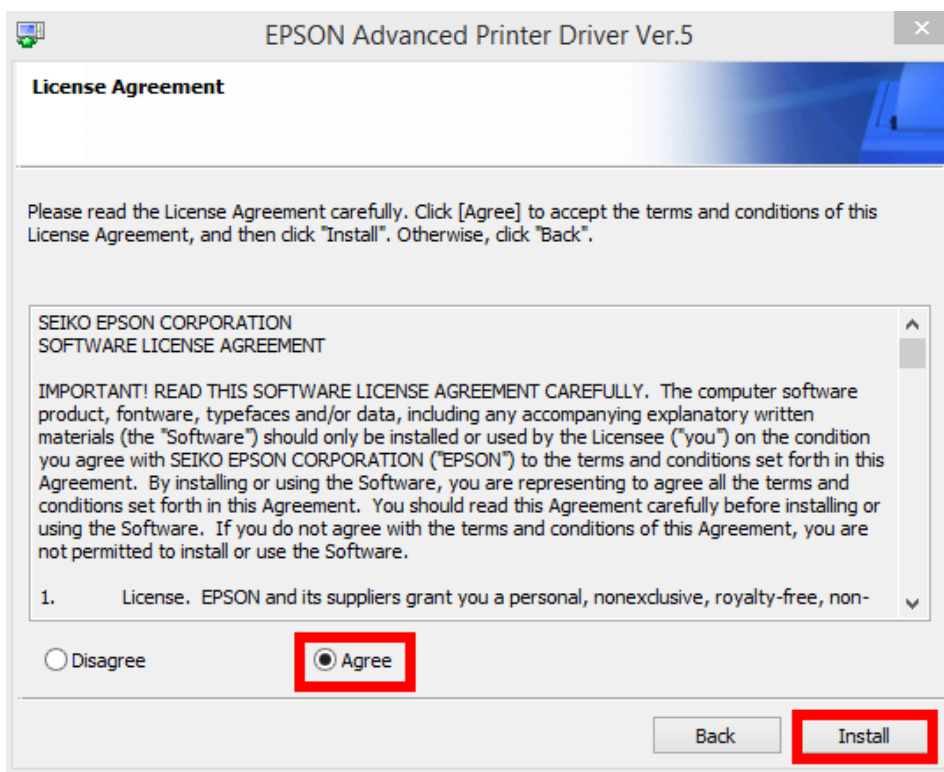 EPSON Advanced Printer Driver Ver.5
License Agreement
Please read the License Agreement carefully. Click [Agree] to accept the terms and conditions of this
License Agreement, and then click "Install". Otherwise, click "Back".
SEIKO EPSON CORPORATION
SOFTWARE LICENSE AGREEMENT
IMPORTANT! READ THIS SOFTWARE LICENSE AGREEMENT CAREFULLY.  The computer software
product, fontware, typefaces and/or data, including any accompanying explanatory written
materials (the "Software") should only be installed or used by the Licensee ("you") on the condition
you agree with SEIKO EPSON CORPORATION ("EPSON") to the terms and conditions set forth in this
Agreement.  By installing or using the Software, you are representing to agree all the terms and
conditions set forth in this Agreement.  You should read this Agreement carefully before installing or
using the Software.  If you do not agree with the terms and conditions of this Agreement, you are
not permitted to install or use the Software.
1. License.  EPSON and its suppliers grant you a personal, nonexclusive, royalty-free, non-
Disagree Agree
Back Install